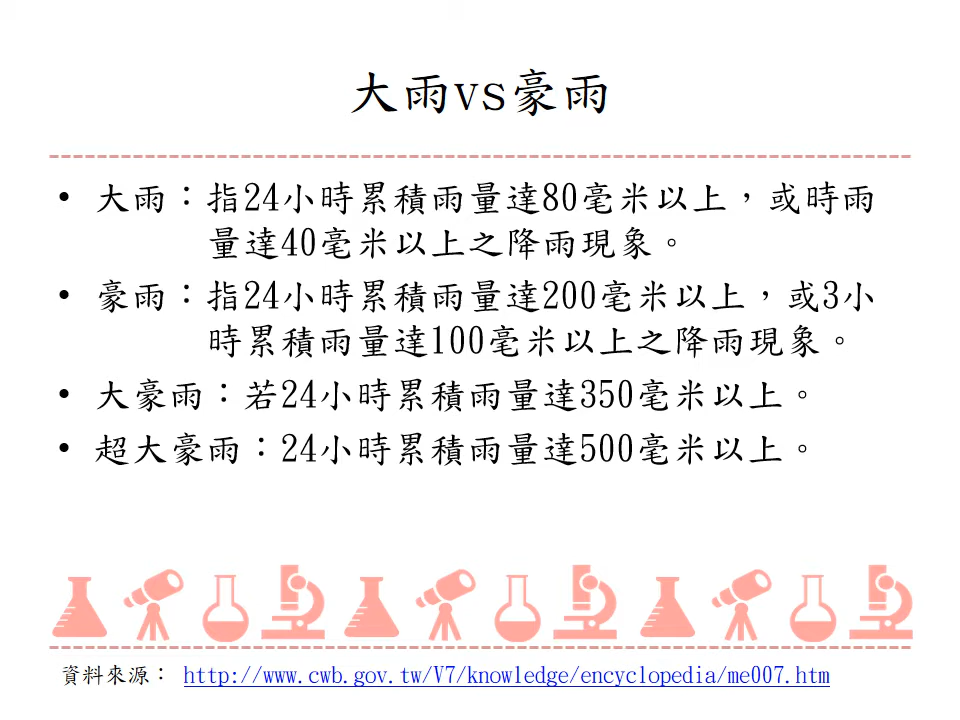 大雨vs豪雨
• 大雨：指24小時累積雨量達80毫米以上，或時雨
量達40毫米以上之降雨現象。
• 豪雨：指24小時累積雨量達200毫米以上，或3小
時累積雨量達100毫米以上之降雨現象。
• 大豪雨：若24小時累積雨量達350毫米以上。
• 超大豪雨：24小時累積雨量達500毫米以上。
資料來源： http://www.cwb.gov.tw/V7/knowledge/encyclopedia/me007.htm